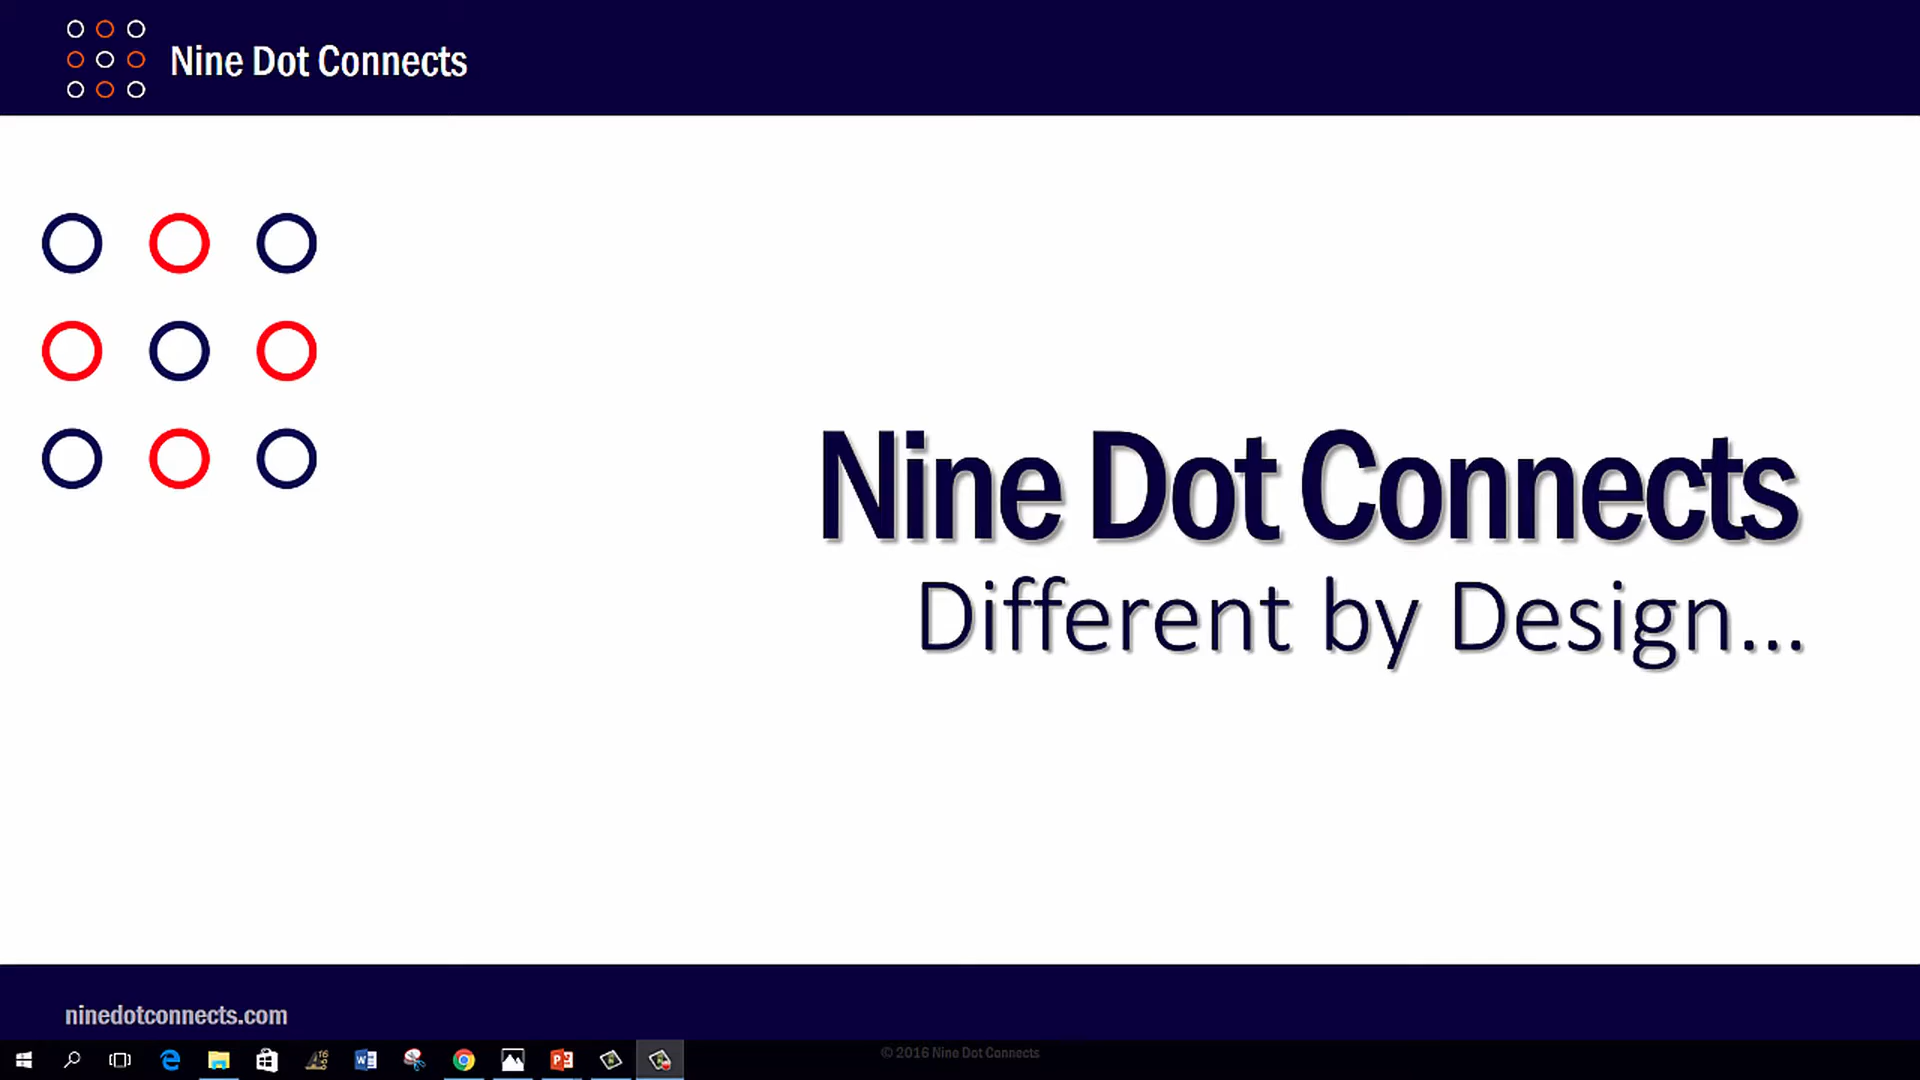 Nine Dot Connects
Nine Dot Connects
Different by Design...
ninedotconnects.com
© 2016 Nine Dot Connects